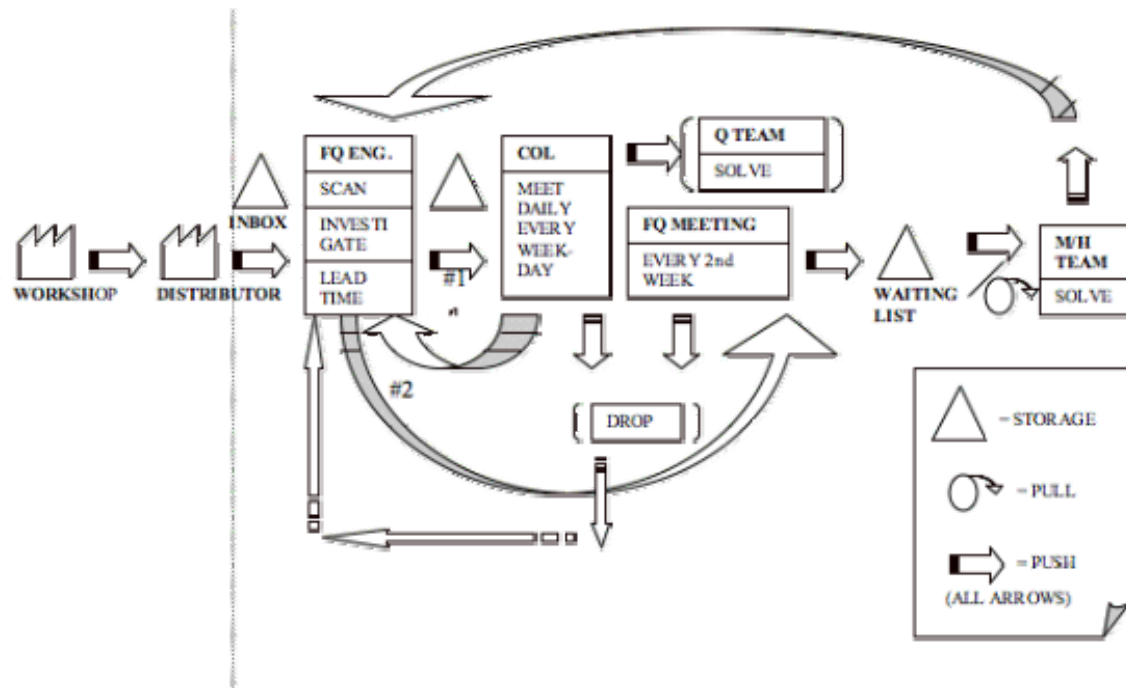 Q TEAM
SOLVE
FQ ENG.
SCAN
INVESTI
GATE
LEAD
TIME
COL
MEET
DAILY
EVERY
WEEK-
DAY
INBOX
FQ MEETING
EVERY 2nd
WEEK
M/H
TEAM
SOLVE
WORKSHOP
DISTRIBUTOR
#1
WAITING
LIST
#2
DROP
= STORAGE
= PULL
= PUSH
(ALL ARROWS)